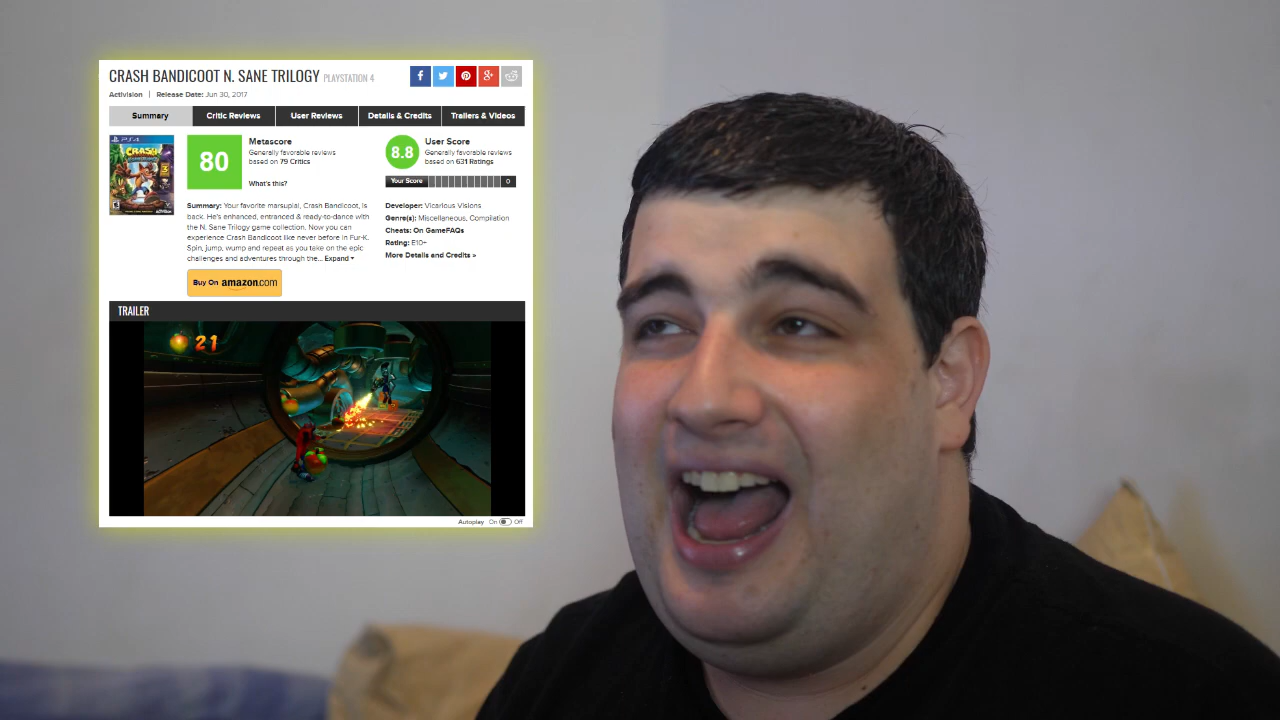 CRASH BANDICOOT N. SANE TRILOGY PLAYSTATION 4
Activision | Release Date: Jun 30, 2017
Summary Critic Reviews User Reviews Details & Credits Trailers & Videos
80
Metascore
Generally favorable reviews
based on 79 Critics
What's this?
8.8
User Score
Generally favorable reviews
based on 631 Ratings
Your Score 0
PS4
CRASH
Summary: Your favorite marsupial, Crash Bandicoot, is
back. He's enhanced, entranced & ready-to-dance with
the N. Sane Trilogy game collection. Now you can
experience Crash Bandicoot like never before in Fur-K.
Spin, jump, wump and repeat as you take on the epic
challenges and adventures through the... Expand
Developer: Vicarious Visions
Genre(s): Miscellaneous, Compilation
Cheats: On GameFAQs
Rating: E10+
More Details and Credits »
Buy On amazon.com
TRAILER
21
Autoplay On Off